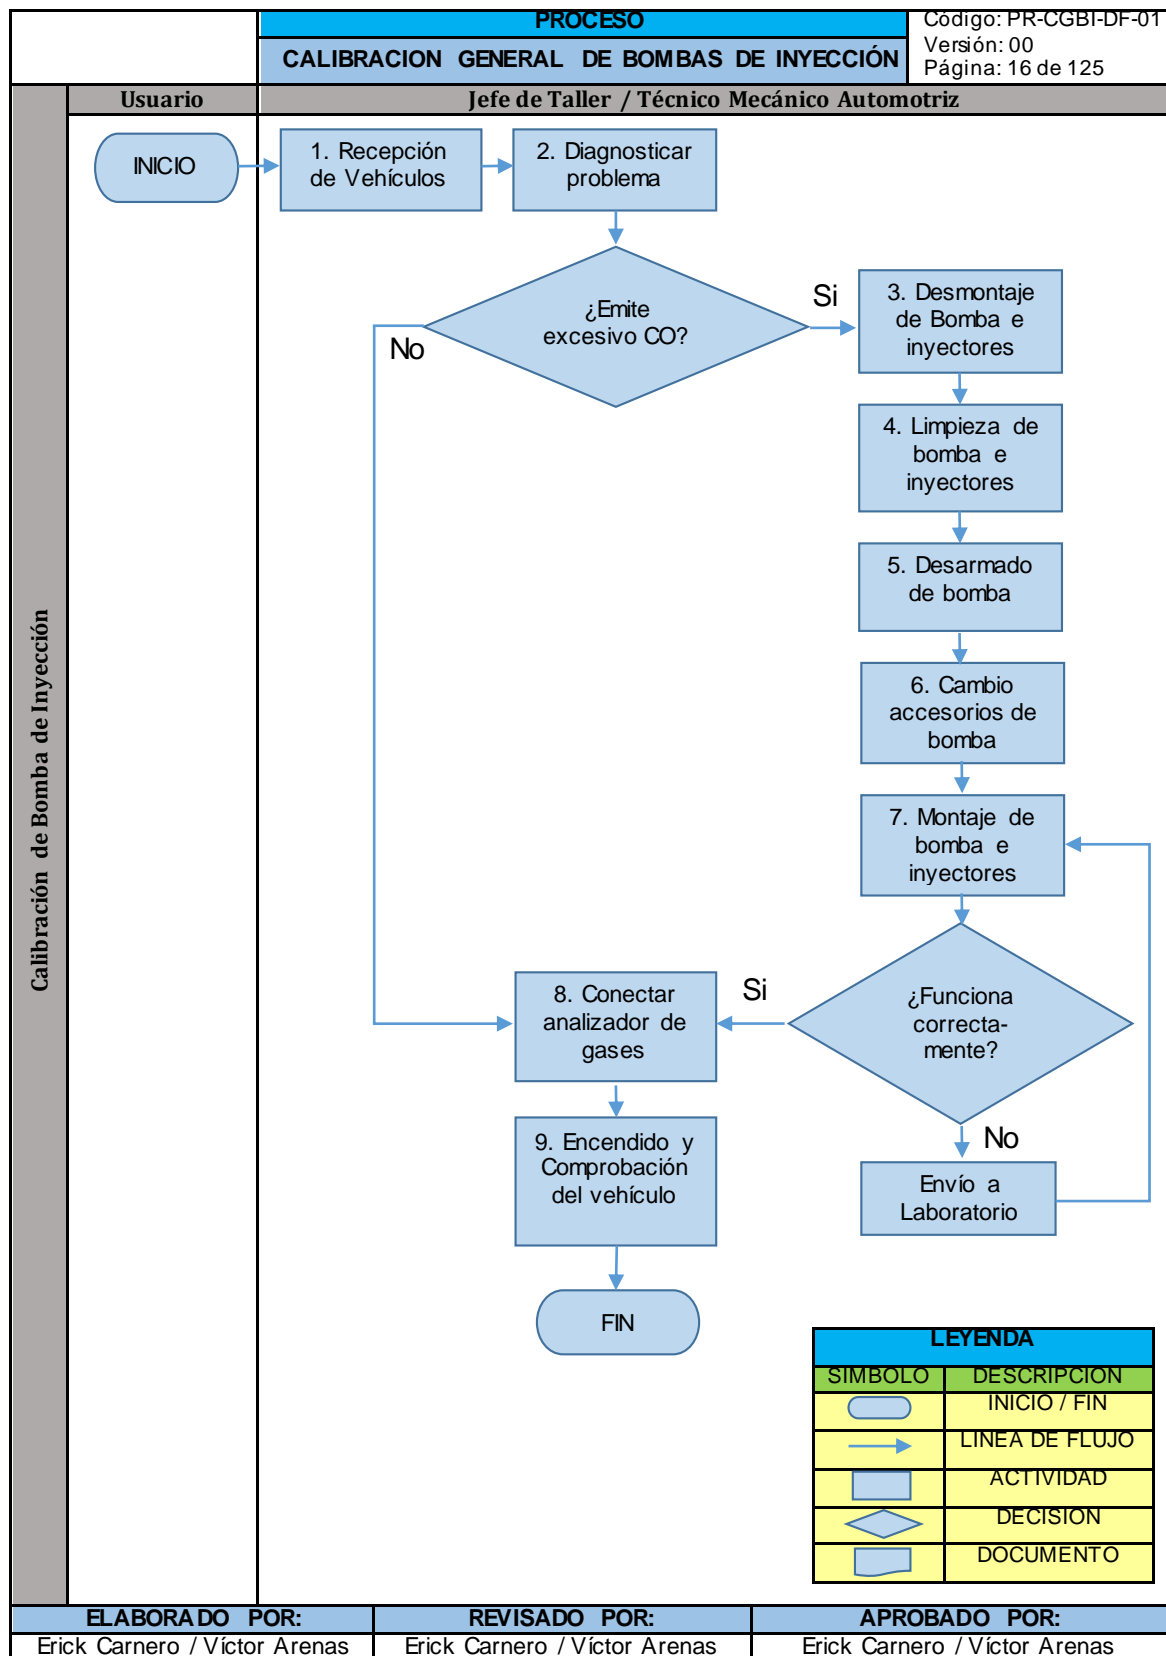 PROCESO
CALIBRACION GENERAL DE BOMBAS DE INYECCIÓN
Código: PR-CGBI-DF-01
Versión: 00
Página: 16 de 125
Usuario
Jefe de Taller / Técnico Mecánico Automotriz
Calibración de Bomba de Inyección
INICIO
1. Recepción
de Vehículos
2. Diagnosticar
problema
¿Emite
excesivo CO?
Si
No
3. Desmontaje
de Bomba e
inyectores
4. Limpieza de
bomba e
inyectores
5. Desarmado
de bomba
6. Cambio
accesorios de
bomba
7. Montaje de
bomba e
inyectores
¿Funciona
correcta-
mente?
Si
No
8. Conectar
analizador de
gases
9. Encendido y
Comprobación
del vehículo
Envío a
Laboratorio
FIN
LEYENDA
SIMBOLO DESCRIPCION
INICIO / FIN
LINEA DE FLUJO
ACTIVIDAD
DECISION
DOCUMENTO
ELABORADO POR:
REVISADO POR:
APROBADO POR:
Erick Carnero / Víctor Arenas
Erick Carnero / Víctor Arenas
Erick Carnero / Víctor Arenas